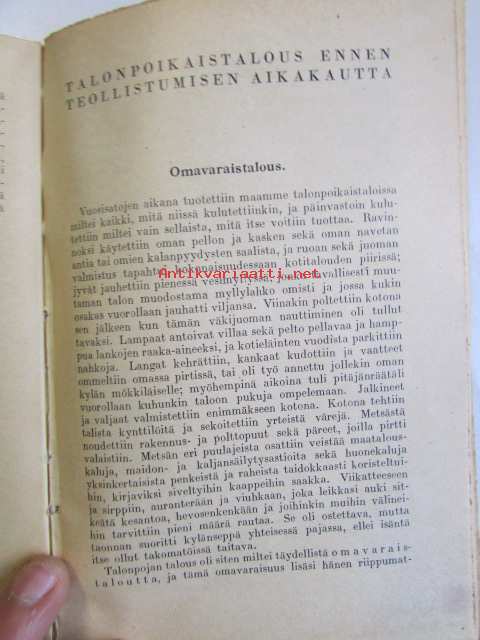 TALONPOIKAISTALOUS ENNEN
TEOLLISTUMISEN AIKAKAUTTA
Omavaraistalous.
Vuosisatojen aikana tuotettiin maamme talonpoikaistaloissa
miltei kaikki, mitä niissä kulutettiinkin, ja päinvastoin kulu-
tettiin miltei vain sellaista, mitä itse voitiin tuottaa. Ravin-
noksi käytettiin oman pellon ja kasken sekä oman navetan
antia tai omien kalanpyydysten saalista, ja ruoan sekä juoman
valmistus tapahtui kokonaisuudessaan kotitalouden piirissä;
jyvät jauhettiin pienessä vesimyllyssä, jonka tavallisesti muu-
taman talon muodostama myllylahko omisti ja jossa kukin
osakas vuorollaan jauhatti viljansa. Viinakin poltettiin kotona
sen jälkeen kun tämän väkijuoman nauttiminen oli tullut
tavaksi. Lampaat antoivat villaa sekä pelto pellavaa ja hamp-
pua lankojen raaka-aineeksi, ja kotieläinten vuodista parkittiin
nahkoja. Langat kehrättiin, kankaat kudottiin ja vaatteet
ommeltiin omassa pirtissä, tai oli työ annettu jollekin oman
kylän mökkiläiselle; myöhempinä aikoina tuli pitäjänräätäli
vuorollaan kuhunkin taloon pukuja ompelemaan. Jalkineet
ja valjaat valmistettiin enimmäkseen kotona. Kotona tehtiin
talista kynttilöitä ja sekoitettiin yrteistä värejä. Metsästä
noudettiin rakennus- ja polttopuut sekä päreet, joilla pirtti
valaistiin. Metsän eri puulajeista osattiin veistää maatalous-
kaluja, maidon- ja kaljansäilytysastioita sekä huonekaluja
yksinkertaisista penkeistä ja raheista taidokkaasti koristeltui-
hin, kirjaviksi siveltyihin kaappeihin saakka. Viikatteeseen
ja sirppiin, auranterään ja viuhkaan, joka leikkasi auki sit-
keätä kesantoa, hevosenkenkään ja joihinkin muihin välinei-
hin tarvittiin pieni määrä rautaa. Se oli ostettava, mutta
taonnan suoritti kylänseppä yhteisessä pajassa, ellei isäntä
itse ollut takomatöissä taitava.
Talonpojan talous oli siten miltei täydellistä omavarais-
taloutta, ja tämä omavaraisuus lisäsi hänen riippumat-
Antikvariaatti.net